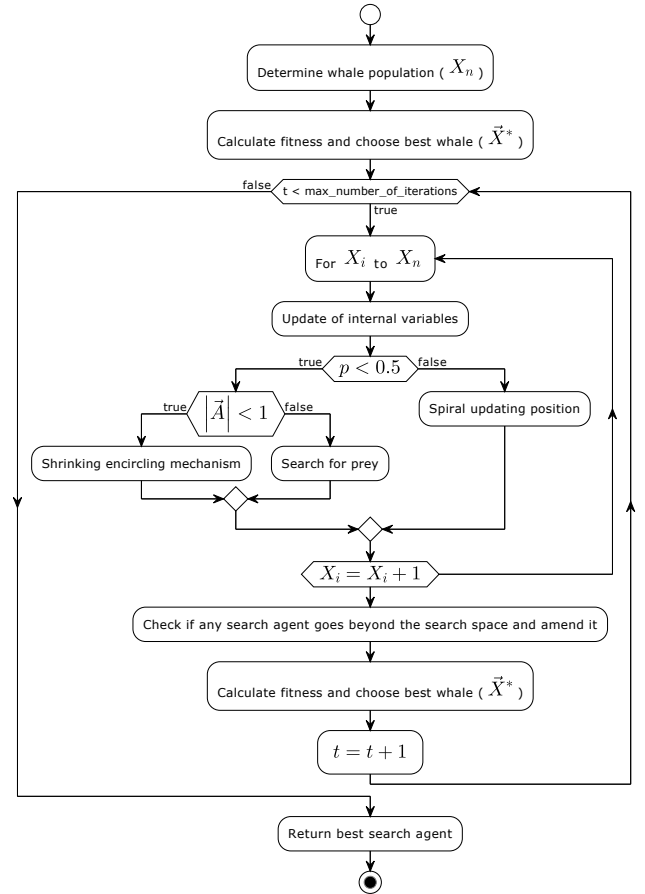 Determine whale population ( Xₙ )
Calculate fitness and choose best whale ( X⃗* )
false
t < max_number_of_iterations
true
For Xᵢ to Xₙ
Update of internal variables
true
p < 0.5
false
true
|A⃗| < 1
false
Spiral updating position
Shrinking encircling mechanism
Search for prey
Xᵢ = Xᵢ + 1
Check if any search agent goes beyond the search space and amend it
Calculate fitness and choose best whale ( X⃗* )
t = t + 1
Return best search agent